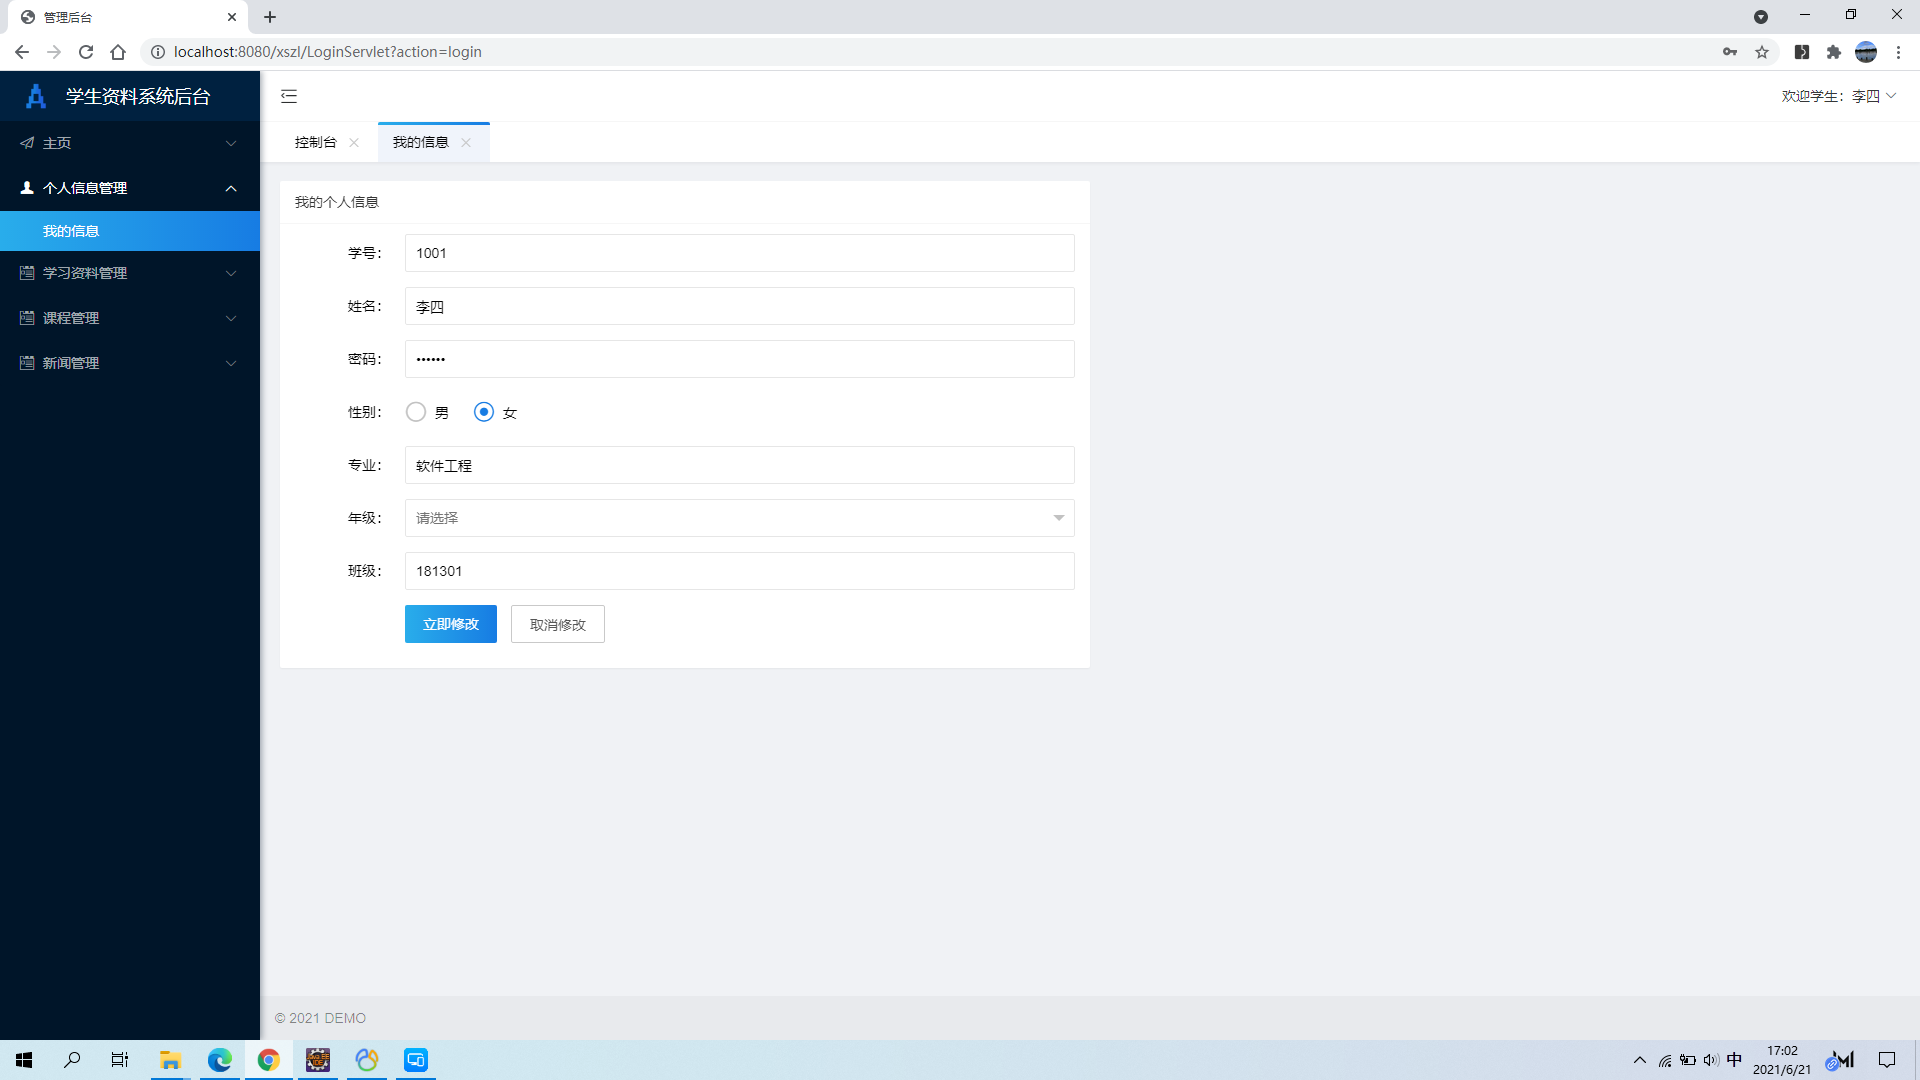 管理后台
localhost:8080/xszl/LoginServlet?action=login
学生资料系统后台
欢迎学生：李四
主页
个人信息管理
我的信息
学习资料管理
课程管理
新闻管理
控制台
我的信息
我的个人信息
学号：
1001
姓名：
李四
密码：
••••••
性别：
男
女
专业：
软件工程
年级：
请选择
班级：
181301
立即修改
取消修改
© 2021 DEMO
中
17:02
2021/6/21